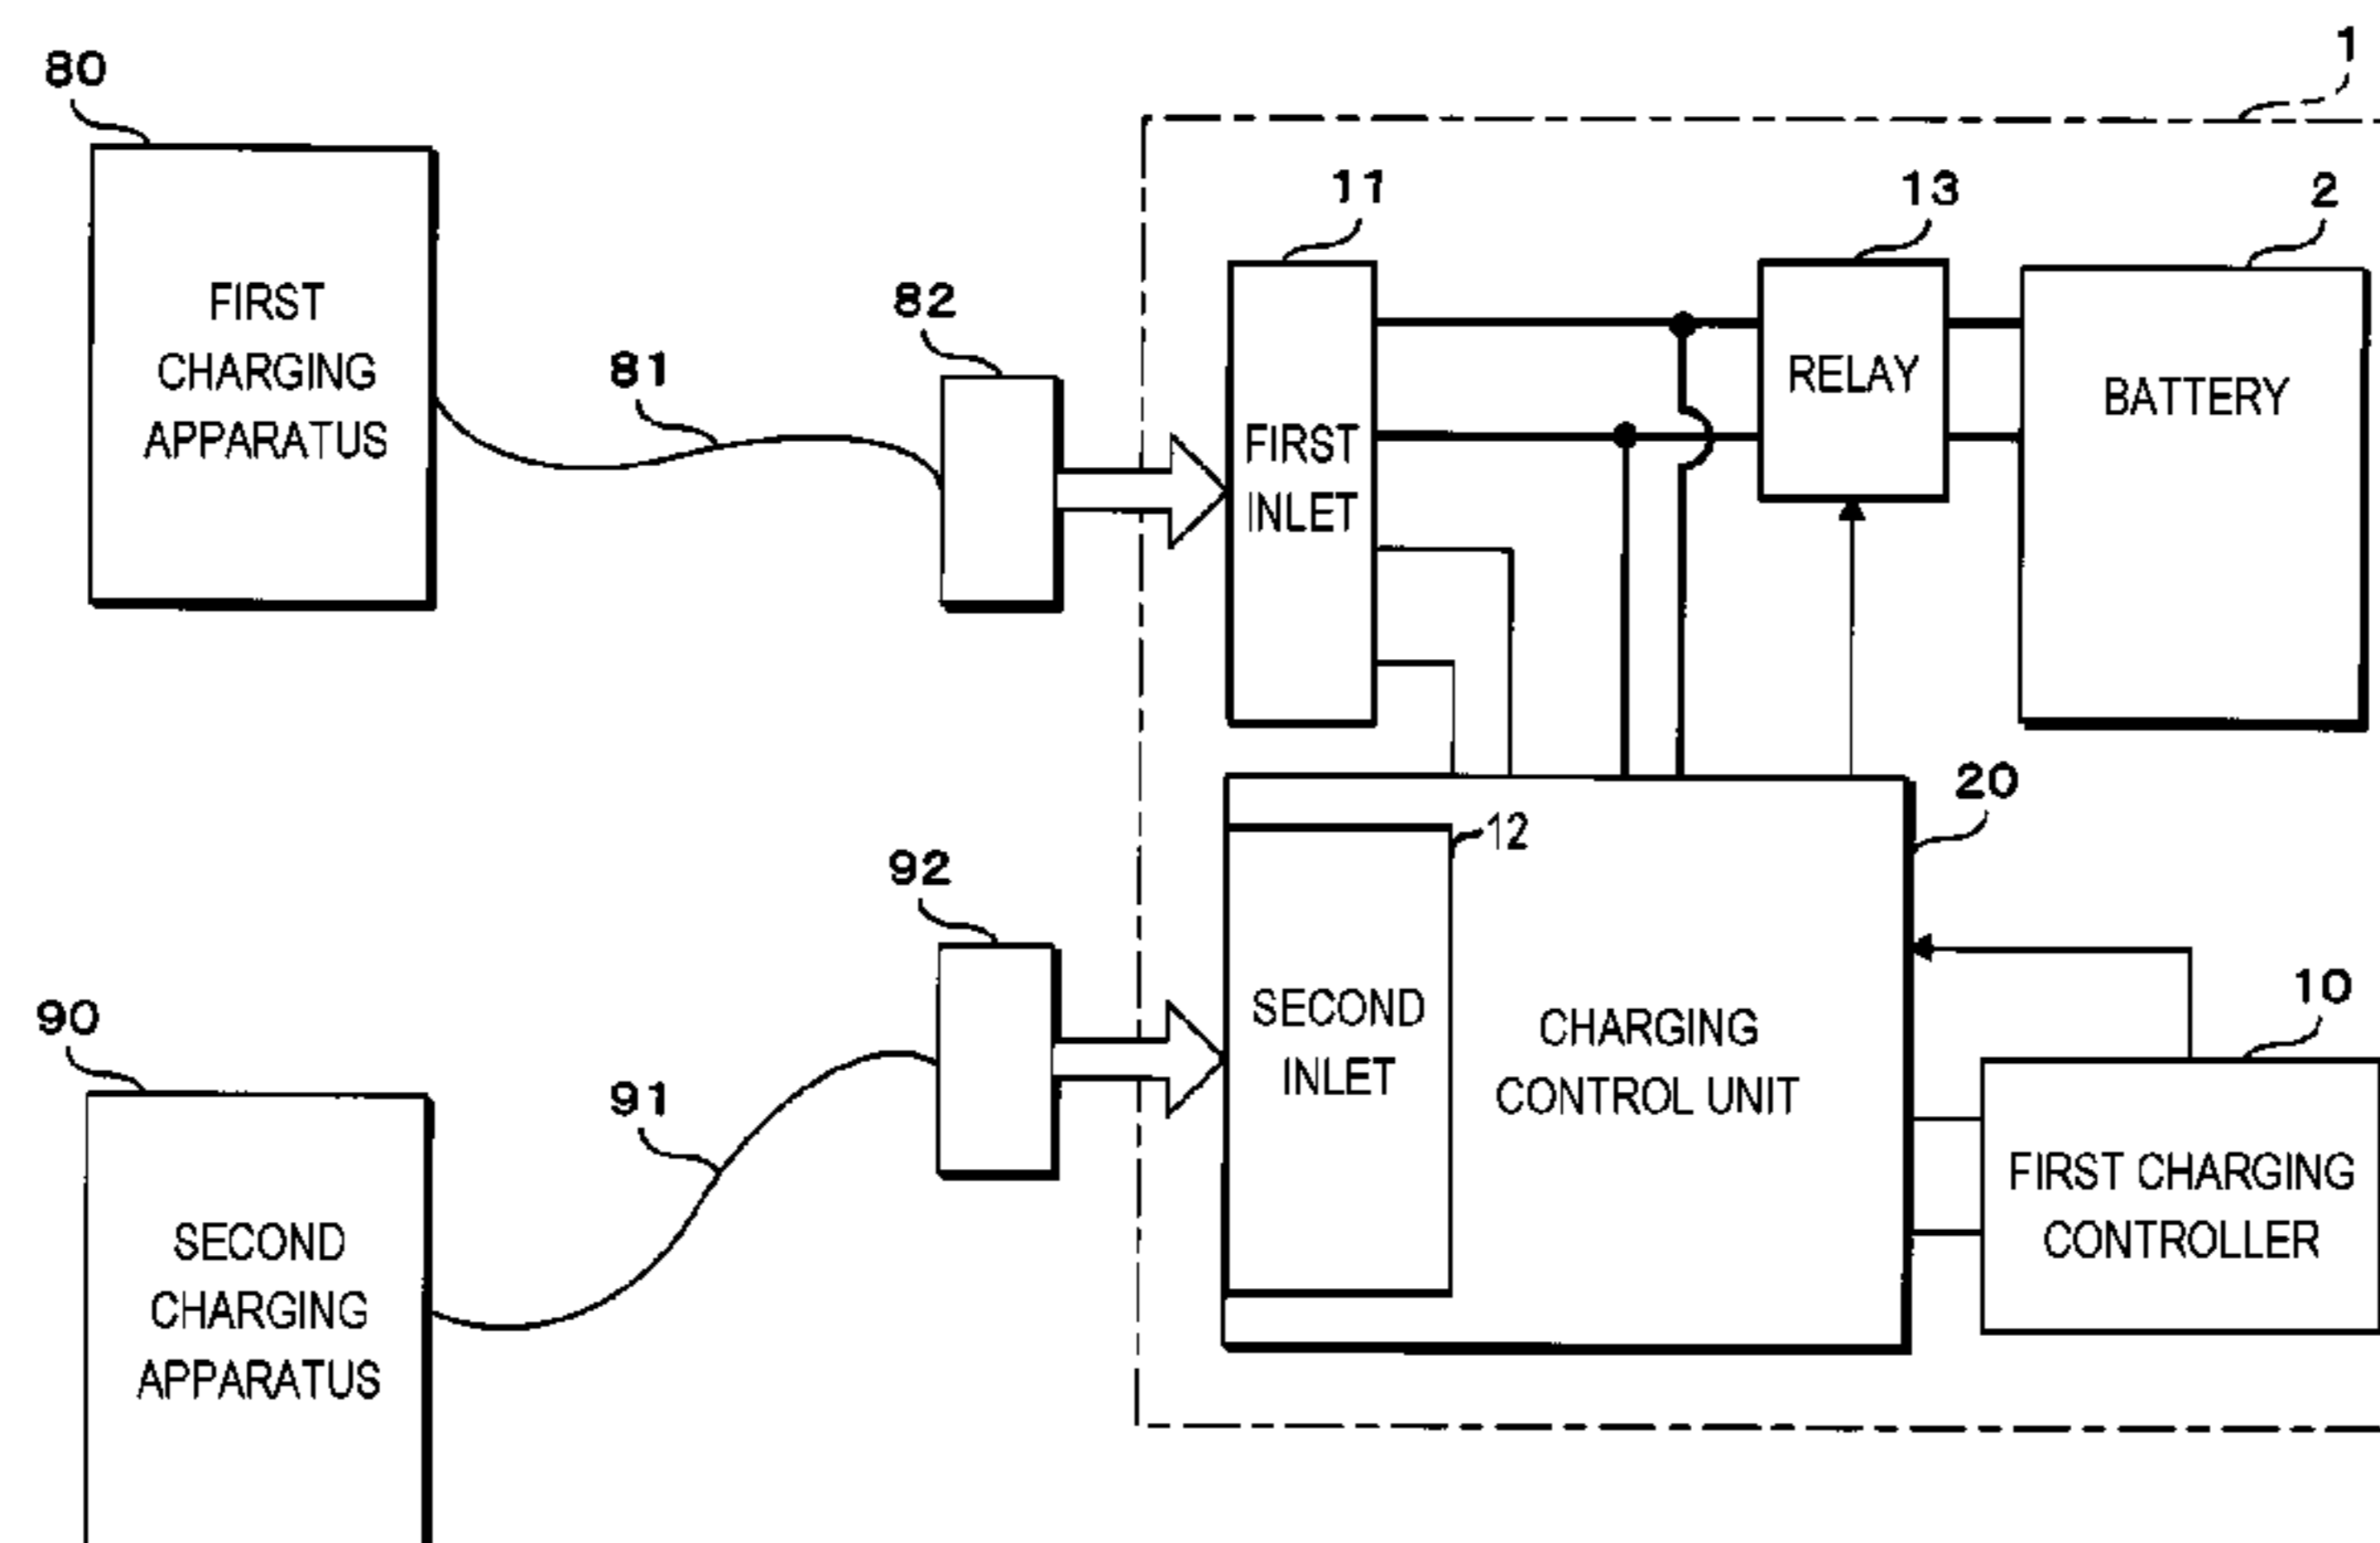 1
80
11
13
2
82
FIRST
CHARGING
APPARATUS
81
RELAY
BATTERY
FIRST
INLET
20
12
92
90
10
SECOND
INLET
CHARGING
CONTROL UNIT
91
FIRST CHARGING
CONTROLLER
SECOND
CHARGING
APPARATUS